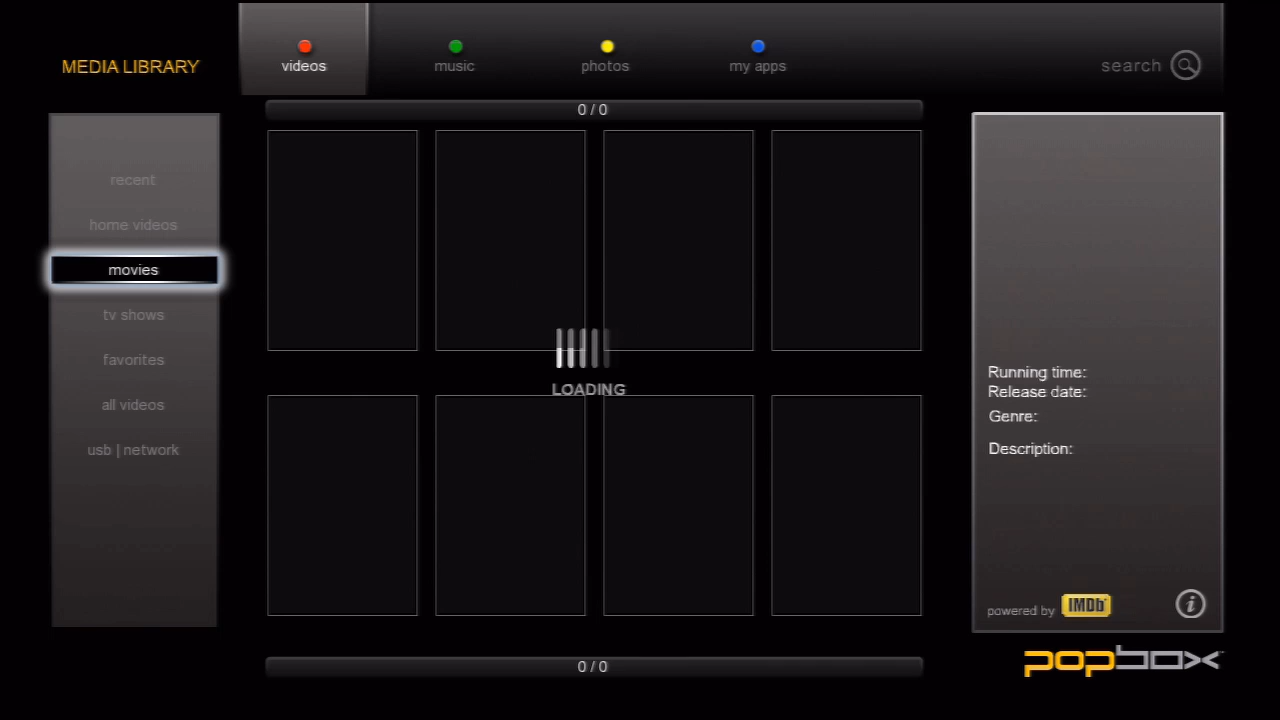 MEDIA LIBRARY
videos
music
photos
my apps
search
0 / 0
recent
home videos
movies
tv shows
favorites
all videos
usb | network
LOADING
Running time:
Release date:
Genre:
Description:
powered by IMDb
i
0 / 0
popbox